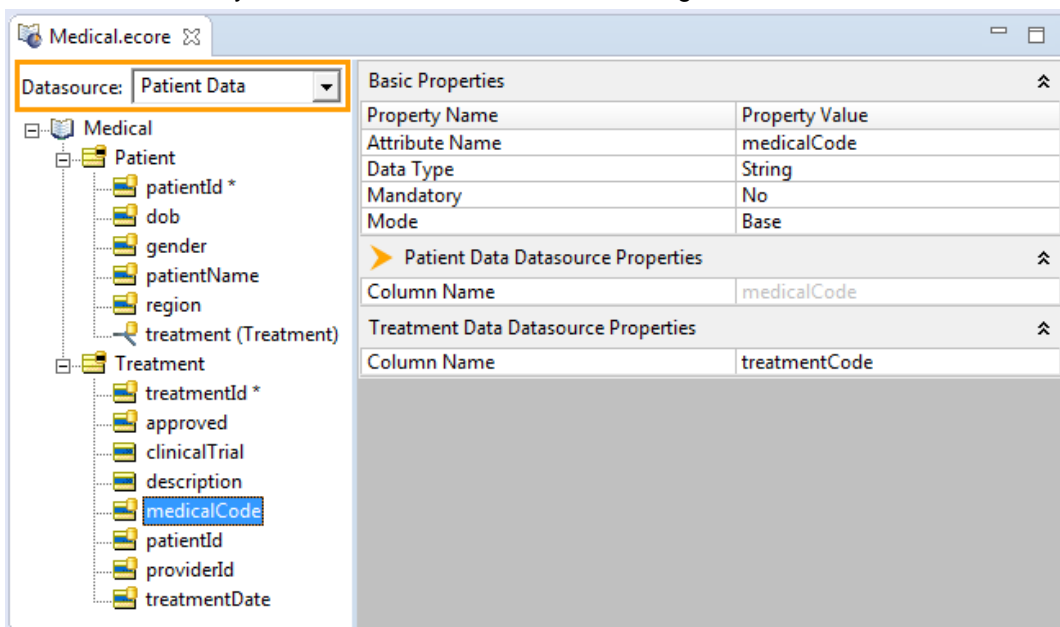 Medical.ecore
Datasource: Patient Data
Medical
Patient
patientId *
dob
gender
patientName
region
treatment (Treatment)
Treatment
treatmentId *
approved
clinicalTrial
description
medicalCode
patientId
providerId
treatmentDate
Basic Properties
Property Name Property Value
Attribute Name medicalCode
Data Type String
Mandatory No
Mode Base
Patient Data Datasource Properties
Column Name medicalCode
Treatment Data Datasource Properties
Column Name treatmentCode